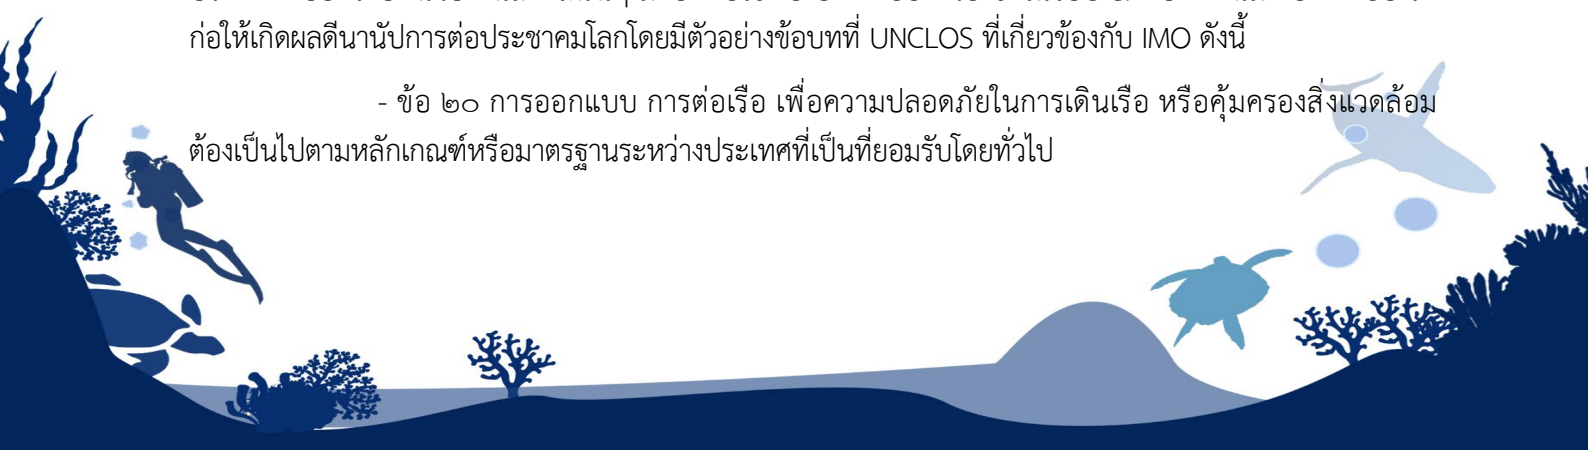 ก่อให้เกิดผลดีนานัปการต่อประชาคมโลกโดยมีตัวอย่างข้อบทที่ UNCLOS ที่เกี่ยวข้องกับ IMO ดังนี้
- ข้อ ๒๐ การออกแบบ การต่อเรือ เพื่อความปลอดภัยในการเดินเรือ หรือคุ้มครองสิ่งแวดล้อม
ต้องเป็นไปตามหลักเกณฑ์หรือมาตรฐานระหว่างประเทศที่เป็นที่ยอมรับโดยทั่วไป